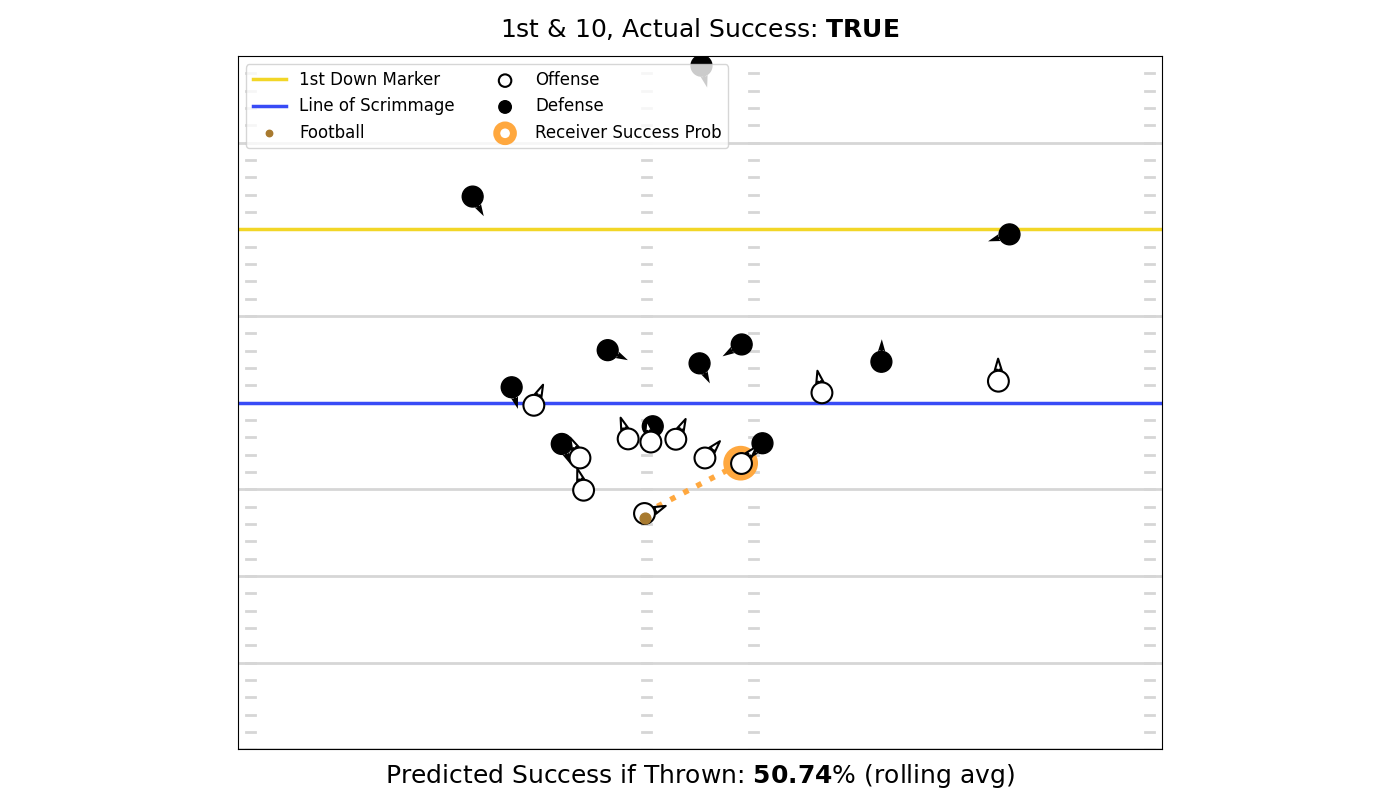 1st & 10, Actual Success: TRUE
1st Down Marker
Line of Scrimmage
Football
Offense
Defense
Receiver Success Prob
Predicted Success if Thrown: 50.74% (rolling avg)